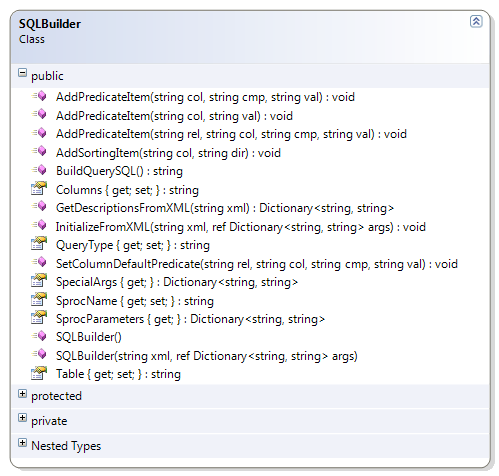 SQLBuilder
Class
public
AddPredicateItem(string col, string cmp, string val) : void
AddPredicateItem(string col, string val) : void
AddPredicateItem(string rel, string col, string cmp, string val) : void
AddSortingItem(string col, string dir) : void
BuildQuerySQL() : string
Columns { get; set; } : string
GetDescriptionsFromXML(string xml) : Dictionary<string, string>
InitializeFromXML(string xml, ref Dictionary<string, string> args) : void
QueryType { get; set; } : string
SetColumnDefaultPredicate(string rel, string col, string cmp, string val) : void
SpecialArgs { get; } : Dictionary<string, string>
SprocName { get; set; } : string
SprocParameters { get; } : Dictionary<string, string>
SQLBuilder()
SQLBuilder(string xml, ref Dictionary<string, string> args)
Table { get; set; } : string
protected
private
Nested Types